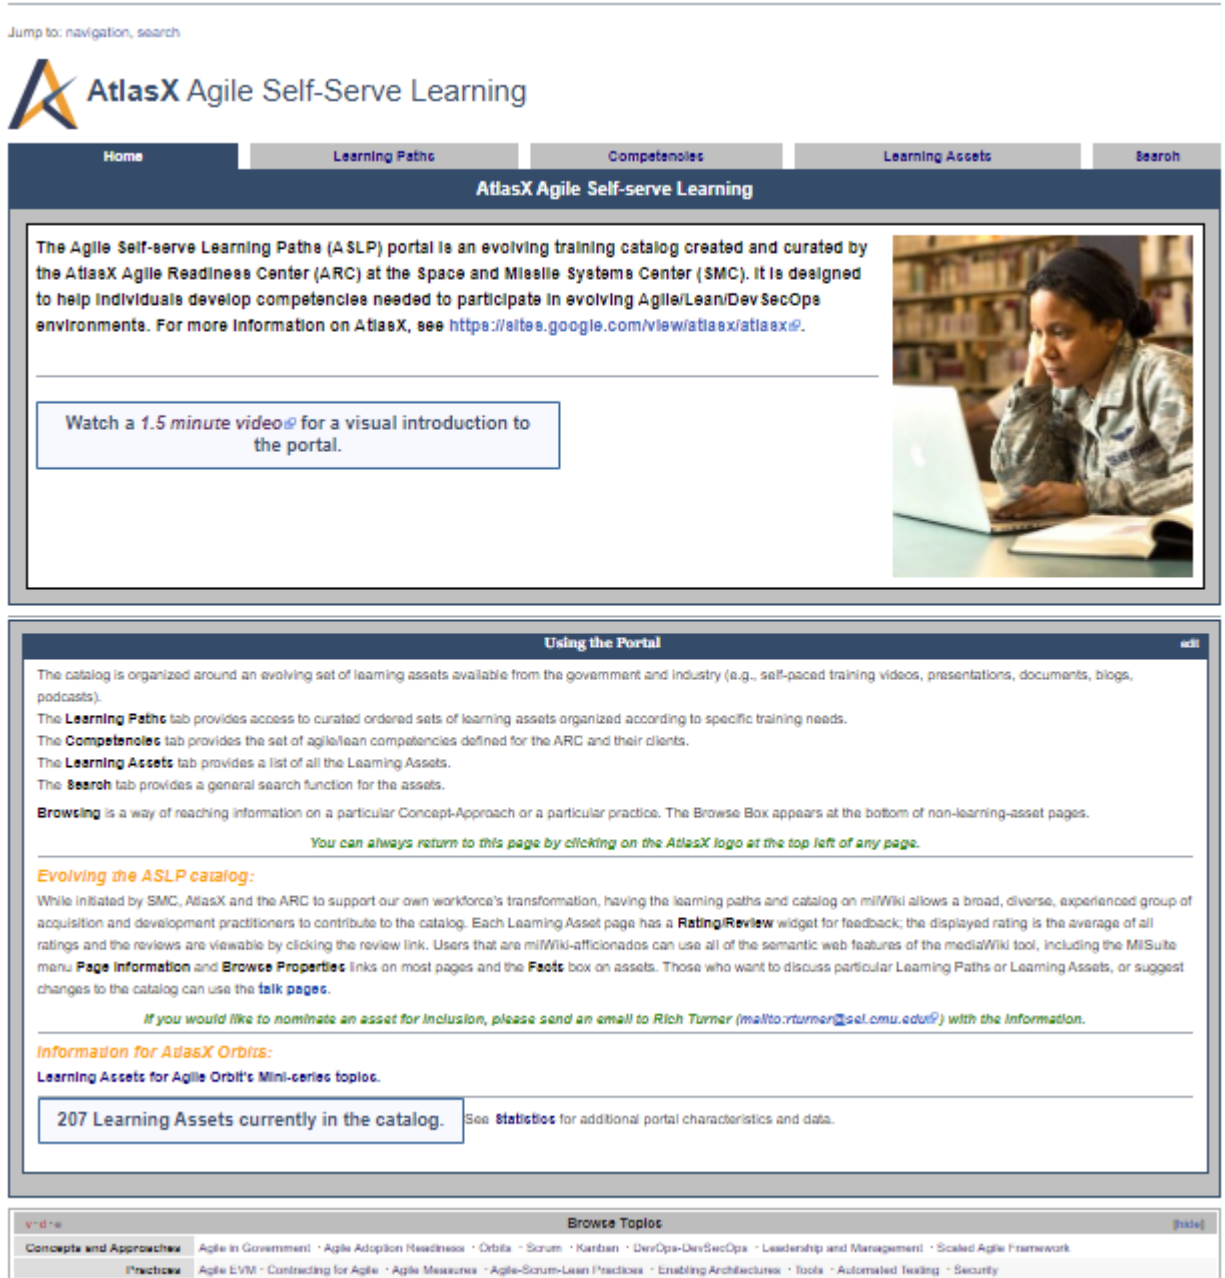 Jump to: navigation, search
AtlasX Agile Self-Serve Learning
Home Learning Paths Competencies Learning Assets Search
AtlasX Agile Self-serve Learning
The Agile Self-serve Learning Paths (ASLP) portal is an evolving training catalog created and curated by
the AtlasX Agile Readiness Center (ARC) at the Space and Missile Systems Center (SMC). It is designed
to help individuals develop competencies needed to participate in evolving Agile/Lean/DevSecOps
environments. For more information on AtlasX, see https://sites.google.com/view/atlasx/atlasx.
Watch a 1.5 minute video for a visual introduction to
the portal.
Using the Portal edit
The catalog is organized around an evolving set of learning assets available from the government and industry (e.g., self-paced training videos, presentations, documents, blogs,
podcasts).
The Learning Paths tab provides access to curated ordered sets of learning assets organized according to specific training needs.
The Competencies tab provides the set of agile/lean competencies defined for the ARC and their clients.
The Learning Assets tab provides a list of all the Learning Assets.
The Search tab provides a general search function for the assets.
Browsing is a way of reaching information on a particular Concept-Approach or a particular practice. The Browse Box appears at the bottom of non-learning-asset pages.
You can always return to this page by clicking on the AtlasX logo at the top left of any page.
Evolving the ASLP catalog:
While initiated by SMC, AtlasX and the ARC to support our own workforce's transformation, having the learning paths and catalog on milWiki allows a broad, diverse, experienced group of
acquisition and development practitioners to contribute to the catalog. Each Learning Asset page has a Rating/Review widget for feedback; the displayed rating is the average of all
ratings and the reviews are viewable by clicking the review link. Users that are milWiki-afficionados can use all of the semantic web features of the mediaWiki tool, including the MilSuite
menu Page Information and Browse Properties links on most pages and the Facts box on assets. Those who want to discuss particular Learning Paths or Learning Assets, or suggest
changes to the catalog can use the talk pages.
If you would like to nominate an asset for inclusion, please send an email to Rich Turner (mailto:rturner@sei.cmu.edu) with the information.
Information for AtlasX Orbits:
Learning Assets for Agile Orbit's Mini-series topics.
207 Learning Assets currently in the catalog. See Statistics for additional portal characteristics and data.
v · d · e Browse Topics [hide]
Concepts and Approaches Agile in Government · Agile Adoption Readiness · Orbits · Scrum · Kanban · DevOps-DevSecOps · Leadership and Management · Scaled Agile Framework
Practices Agile EVM · Contracting for Agile · Agile Measures · Agile-Scrum-Lean Practices · Enabling Architectures · Tools · Automated Testing · Security